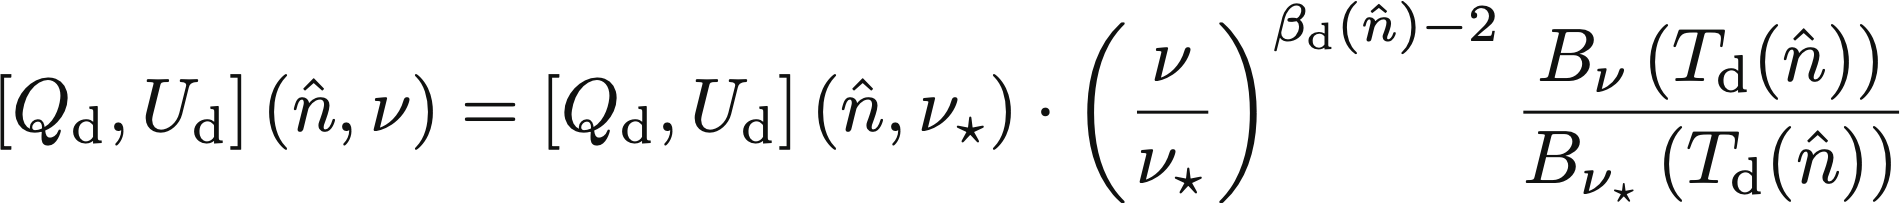 [Q_d, U_d] (n̂, ν) = [Q_d, U_d] (n̂, ν_⋆) · (ν/ν_⋆)^{β_d(n̂)−2} B_ν (T_d(n̂)) / B_{ν_⋆} (T_d(n̂))